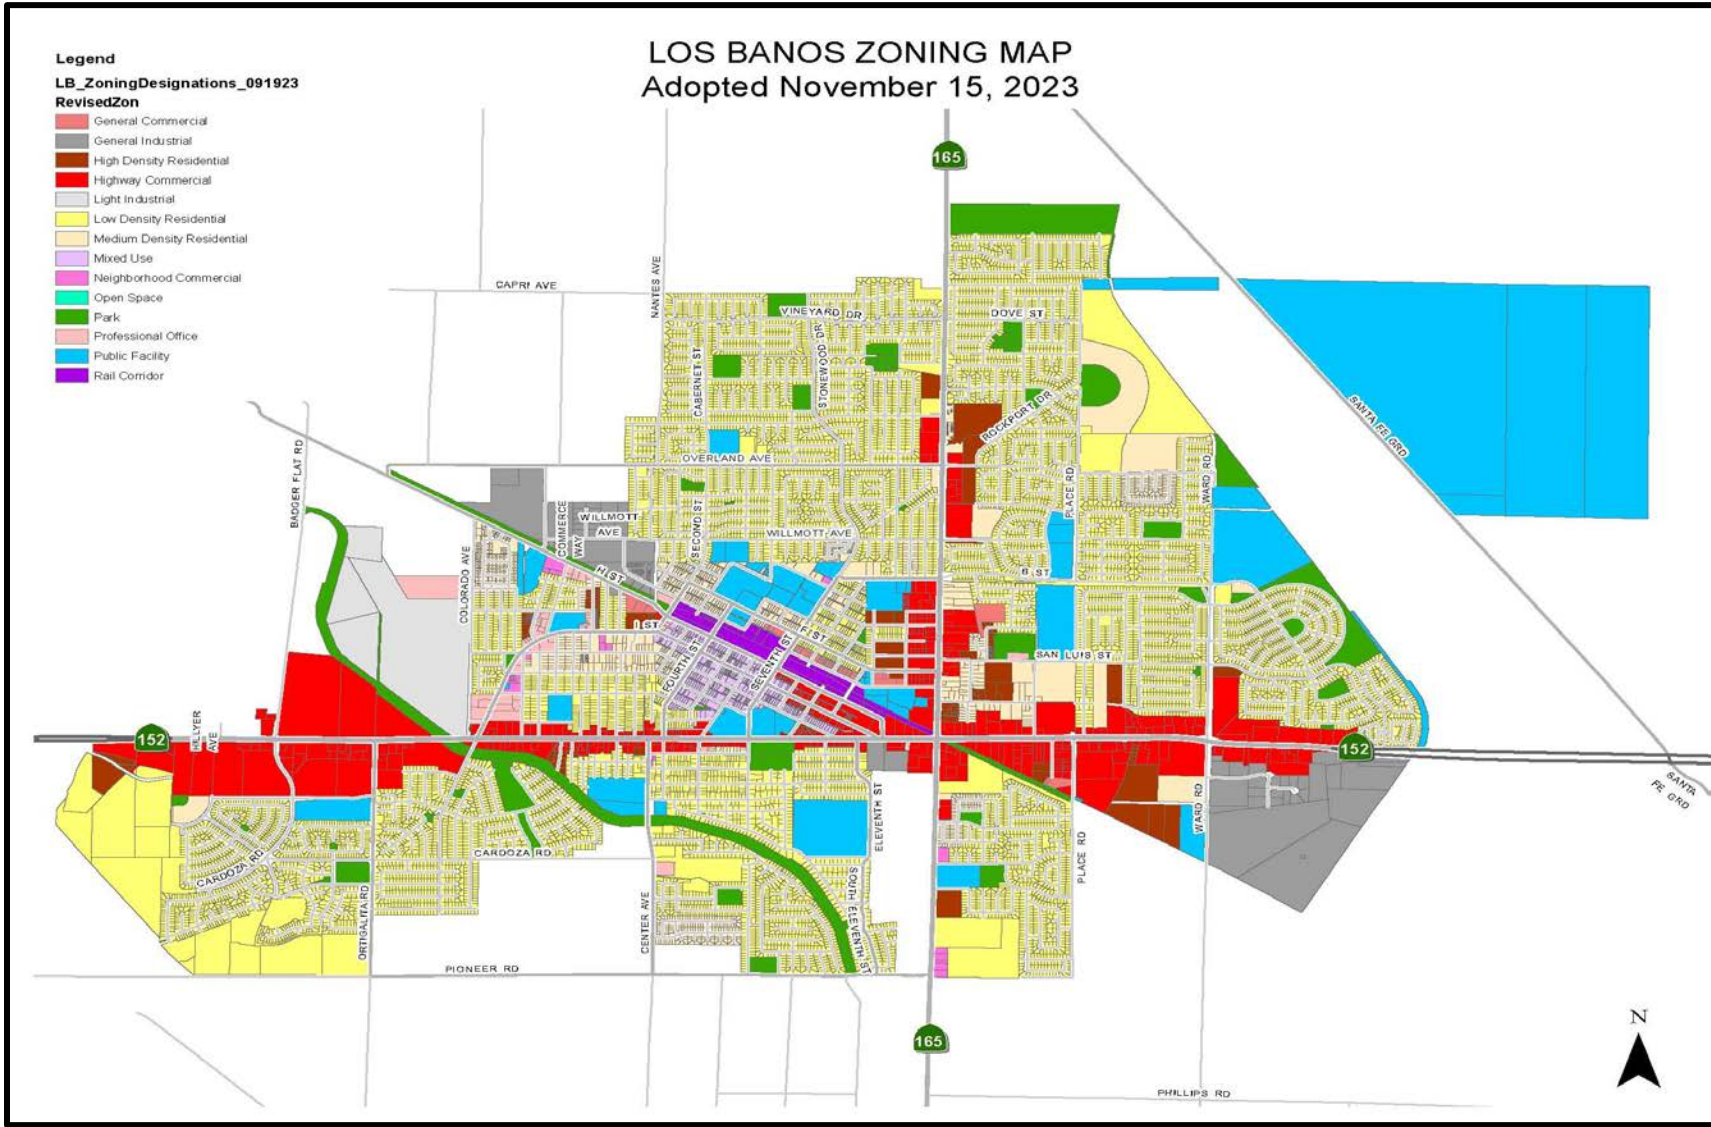 LOS BANOS ZONING MAP
Adopted November 15, 2023
Legend
LB_ZoningDesignations_091923
RevisedZon
General Commercial
General Industrial
High Density Residential
Highway Commercial
Light Industrial
Low Density Residential
Medium Density Residential
Mixed Use
Neighborhood Commercial
Open Space
Park
Professional Office
Public Facility
Rail Corridor
165
CAPRI AVE
NANTES AVE
VINEYARD DR
DOVE ST
STONEWOOD DR
CABERNET ST
ROCKPORT DR
SANTA FE GRD
BADGER FLAT RD
OVERLAND AVE
PLACE RD
WARD RD
COMMERCE
WAY
WILLMOTT
AVE
SECOND ST
WILLMOTT AVE
COLORADO AVE
H ST
B ST
I ST
F ST
FOURTH ST
SEVENTH ST
SAN LUIS ST
HILLYER
AVE
152
152
SANTA
FE GRD
ELEVENTH ST
WARD RD
PLACE RD
CARDOZA RD
CARDOZA RD
ORTIGALITA RD
CENTER AVE
SOUTH ELEVENTH ST
PIONEER RD
165
N
PHILLIPS RD